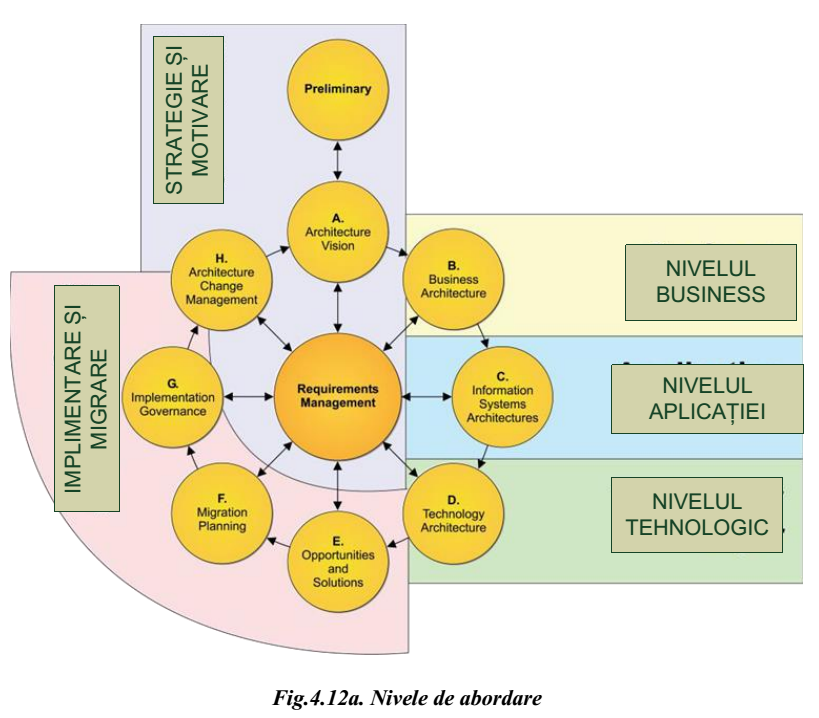 STRATEGIE ȘI
MOTIVARE
Preliminary
A.
Architecture
Vision
H.
Architecture
Change
Management
B.
Business
Architecture
NIVELUL
BUSINESS
IMPLIMENTARE ȘI
MIGRARE
G.
Implementation
Governance
Requirements
Management
C.
Information
Systems
Architectures
NIVELUL
APLICAȚIEI
F.
Migration
Planning
E.
Opportunities
and
Solutions
D.
Technology
Architecture
NIVELUL
TEHNOLOGIC
Fig.4.12a. Nivele de abordare